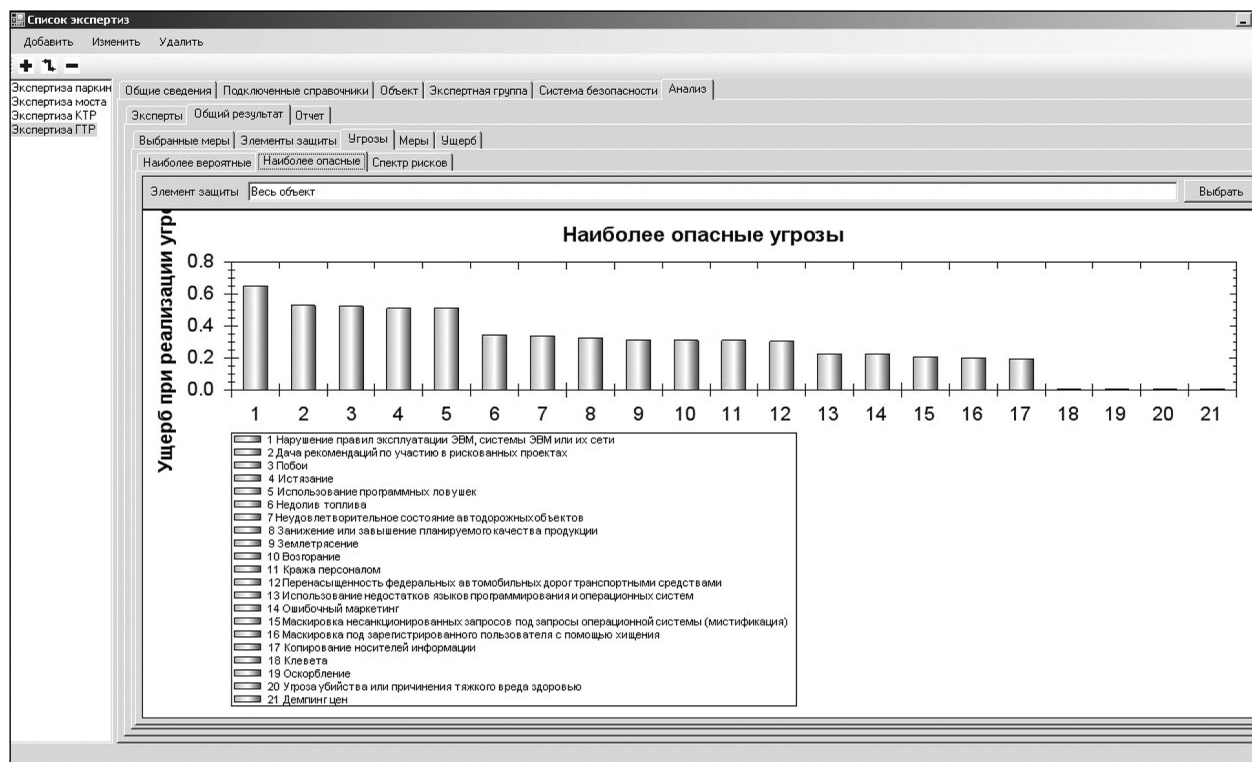 Список экспертиз
Добавить Изменить Удалить
Экспертиза паркин
Экспертиза моста
Экспертиза КТР
Экспертиза ГТР
Общие сведения Подключенные справочники Объект Экспертная группа Система безопасности Анализ
Эксперты Общий результат Отчет
Выбранные меры Элементы защиты Угрозы Меры Ущерб
Наиболее вероятные Наиболее опасные Спектр рисков
Элемент защиты Весь объект Выбрать
Наиболее опасные угрозы
Ущерб при реализации угро
0.8
0.6
0.4
0.2
0.0
1 2 3 4 5 6 7 8 9 10 11 12 13 14 15 16 17 18 19 20 21
1 Нарушение правил эксплуатации ЭВМ, системы ЭВМ или их сети
2 Дача рекомендаций по участию в рискованных проектах
3 Побои
4 Истязание
5 Использование программных ловушек
6 Недолив топлива
7 Неудовлетворительное состояние автодорожных объектов
8 Занижение или завышение планируемого качества продукции
9 Землетрясение
10 Возгорание
11 Кража персоналом
12 Перенасыщенность федеральных автомобильных дорог транспортными средствами
13 Использование недостатков языков программирования и операционных систем
14 Ошибочный маркетинг
15 Маскировка несанкционированных запросов под запросы операционной системы (мистификация)
16 Маскировка под зарегистрированного пользователя с помощью хищения
17 Копирование носителей информации
18 Клевета
19 Оскорбление
20 Угроза убийства или причинения тяжкого вреда здоровью
21 Демпинг цен